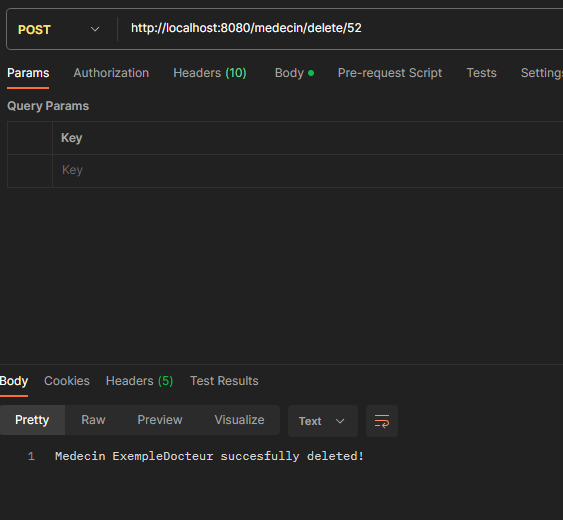 POST http://localhost:8080/medecin/delete/52
Params Authorization Headers (10) Body Pre-request Script Tests Settings
Query Params
Key
Key
Body Cookies Headers (5) Test Results
Pretty Raw Preview Visualize Text
1 Medecin ExempleDocteur succesfully deleted!